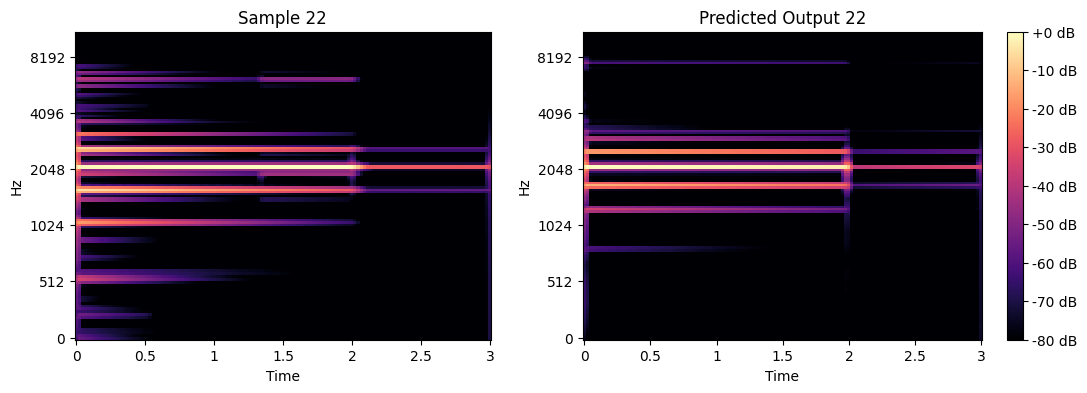 Sample 22
Predicted Output 22
8192
4096
2048
1024
512
0
Hz
0
0.5
1
1.5
2
2.5
3
Time
8192
4096
2048
1024
512
0
Hz
0
0.5
1
1.5
2
2.5
3
Time
+0 dB
-10 dB
-20 dB
-30 dB
-40 dB
-50 dB
-60 dB
-70 dB
-80 dB